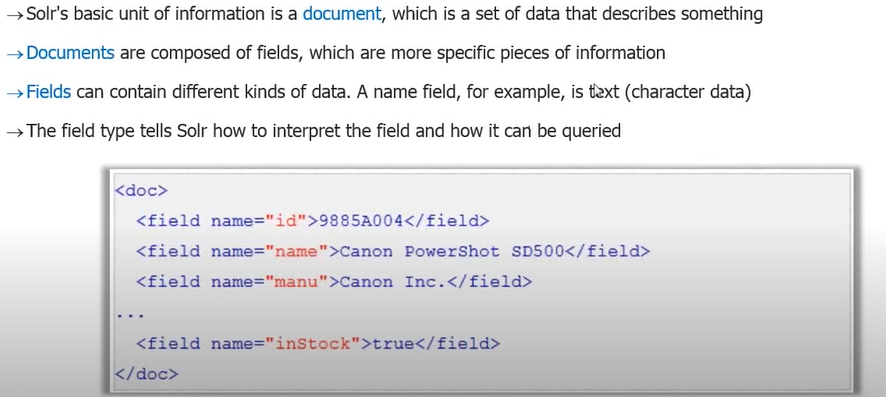 →Solr's basic unit of information is a document, which is a set of data that describes something
→Documents are composed of fields, which are more specific pieces of information
→Fields can contain different kinds of data. A name field, for example, is text (character data)
→The field type tells Solr how to interpret the field and how it can be queried
<doc>
<field name="id">9885A004</field>
<field name="name">Canon PowerShot SD500</field>
<field name="manu">Canon Inc.</field>
...
<field name="inStock">true</field>
</doc>